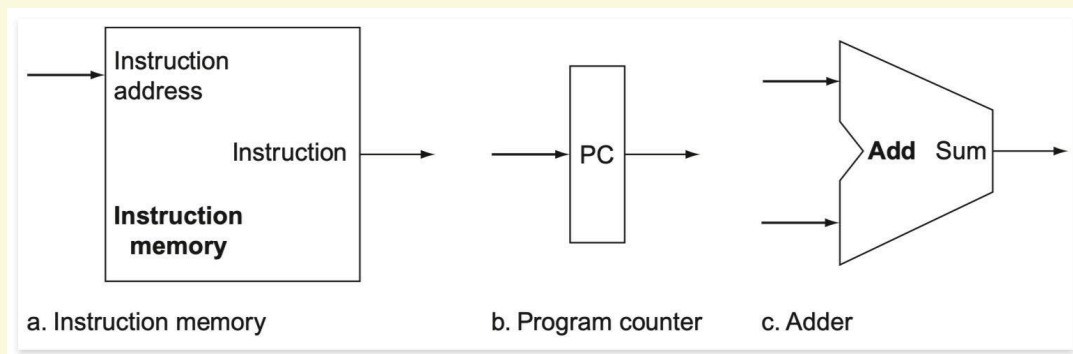 Instruction
address
Instruction
Instruction
memory
PC
Add Sum
a. Instruction memory
b. Program counter
c. Adder